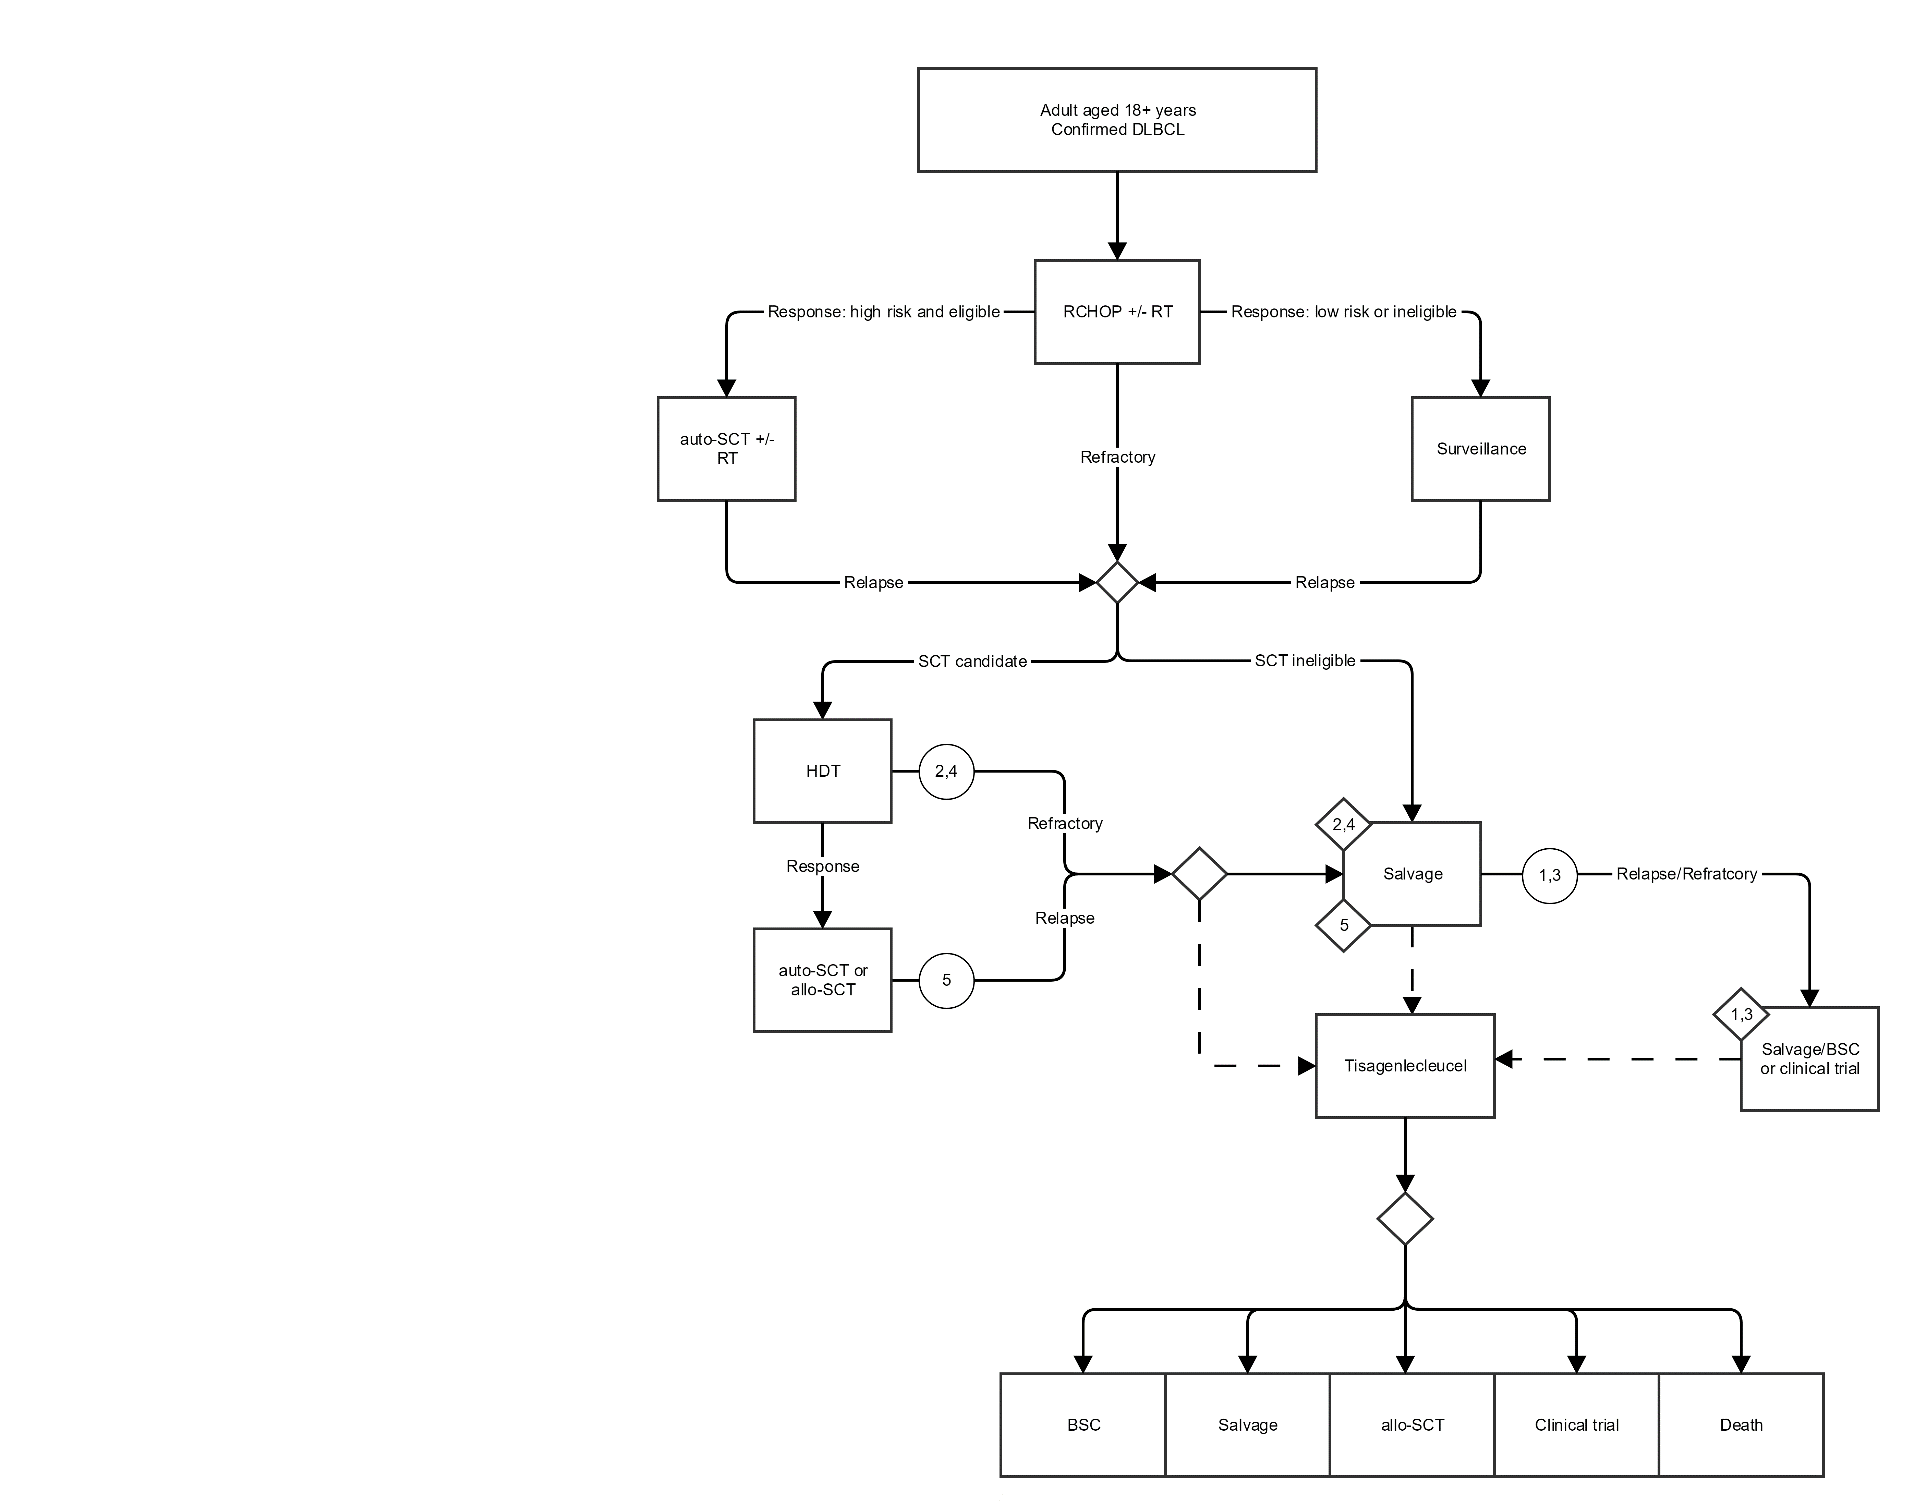 Adult aged 18+ years
Confirmed DLBCL
Response: high risk and eligible
RCHOP +/- RT
Response: low risk or ineligible
auto-SCT +/-
RT
Refractory
Surveillance
Relapse
Relapse
SCT candidate
SCT ineligible
HDT
2,4
Refractory
2,4
Response
Salvage
1,3
Relapse/Refratcory
Relapse
5
auto-SCT or
allo-SCT
5
1,3
Salvage/BSC
or clinical trial
Tisagenlecleucel
BSC
Salvage
allo-SCT
Clinical trial
Death